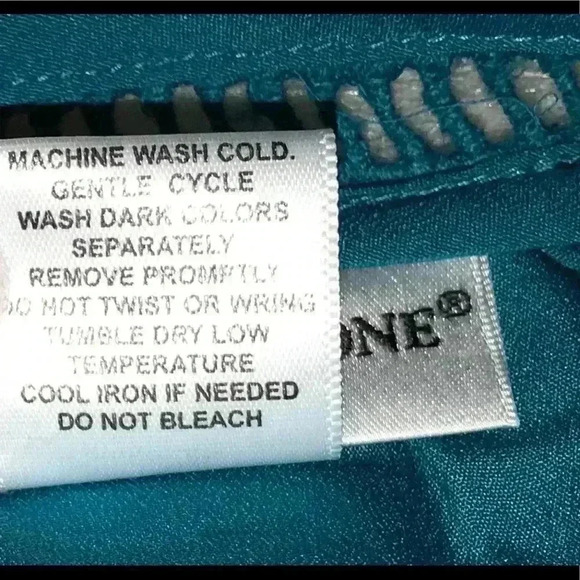 MACHINE WASH COLD.
GENTLE CYCLE
WASH DARK COLORS
SEPARATELY
REMOVE PROMPTLY
DO NOT TWIST OR WRING
TUMBLE DRY LOW
TEMPERATURE
COOL IRON IF NEEDED
DO NOT BLEACH
ONE®